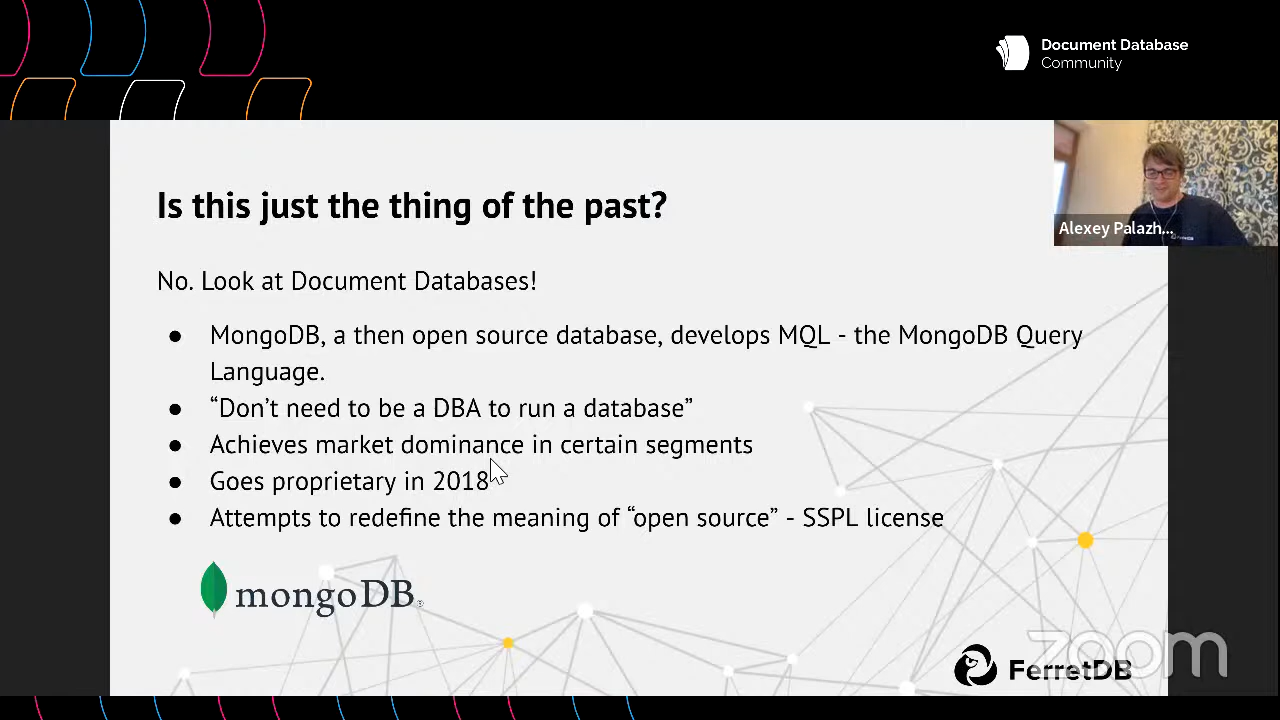 Document Database
Community
Is this just the thing of the past?
Alexey Palazh...
No. Look at Document Databases!
● MongoDB, a then open source database, develops MQL - the MongoDB Query
Language.
● “Don’t need to be a DBA to run a database”
● Achieves market dominance in certain segments
● Goes proprietary in 2018
● Attempts to redefine the meaning of “open source” - SSPL license
mongoDB®
FerretDB
zoom